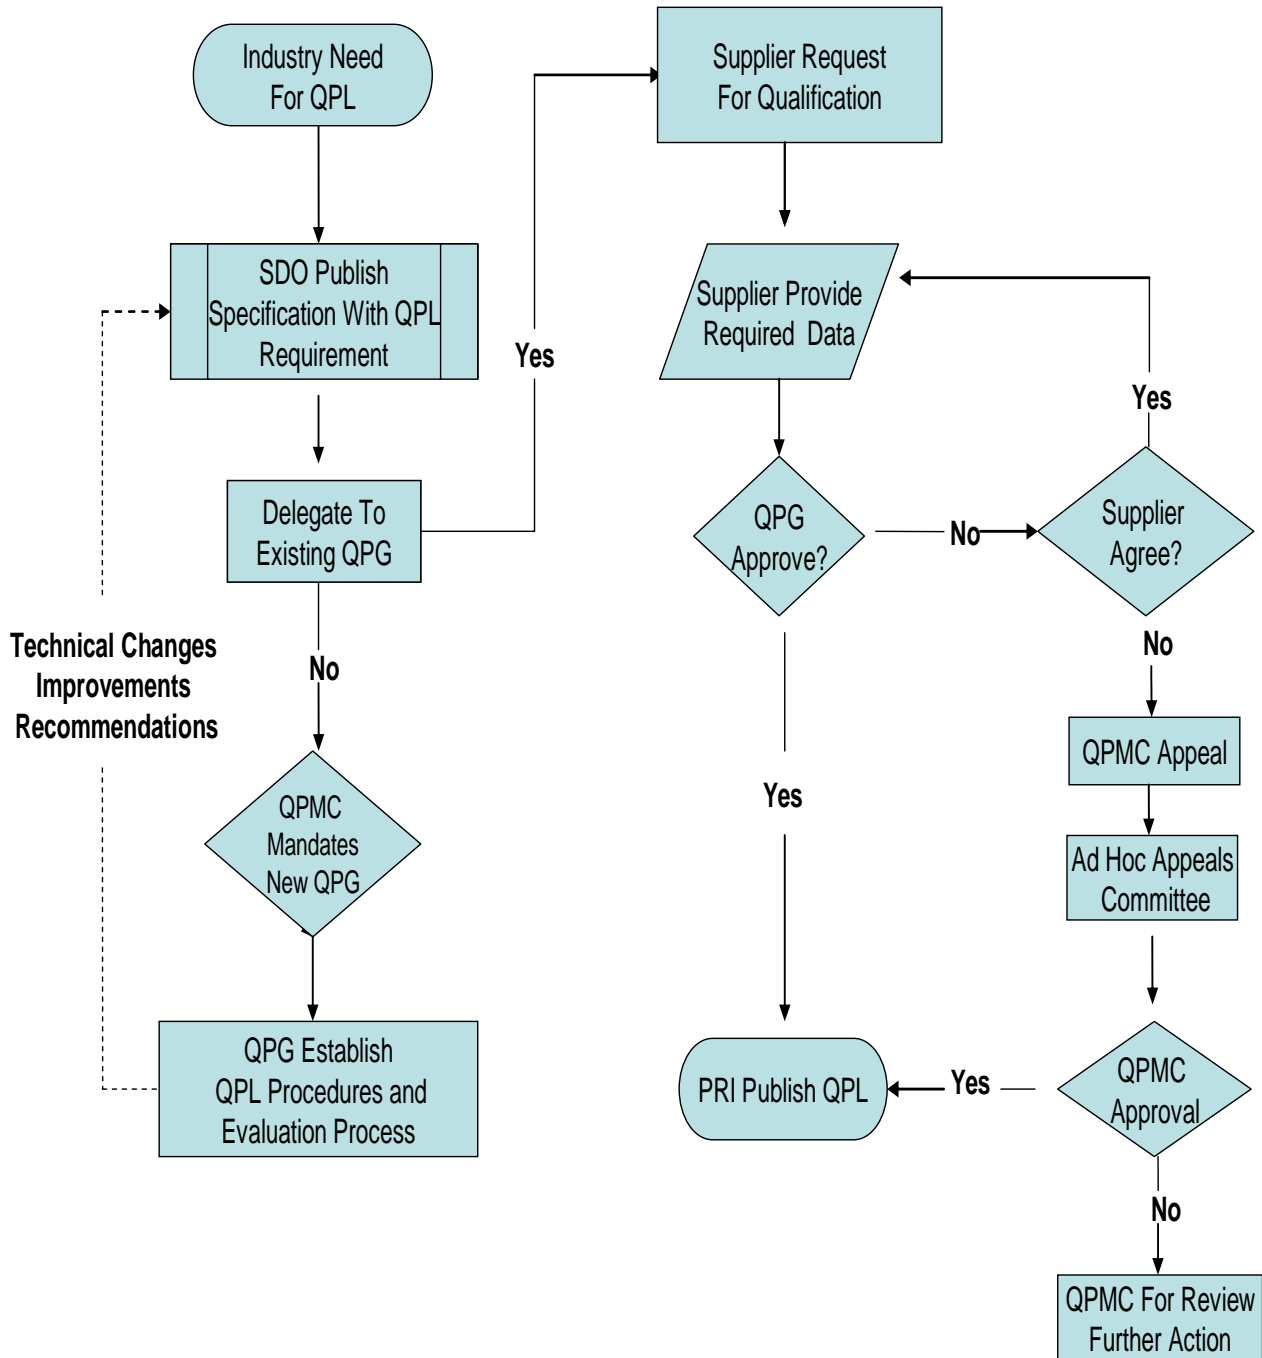 Industry Need
For QPL
SDO Publish
Specification With QPL
Requirement
Delegate To
Existing QPG
Yes
No
Technical Changes
Improvements
Recommendations
QPMC
Mandates
New QPG
QPG Establish
QPL Procedures and
Evaluation Process
Supplier Request
For Qualification
Supplier Provide
Required Data
QPG
Approve?
No
Supplier
Agree?
Yes
No
QPMC Appeal
Ad Hoc Appeals
Committee
Yes
PRI Publish QPL
Yes
QPMC
Approval
No
QPMC For Review
Further Action